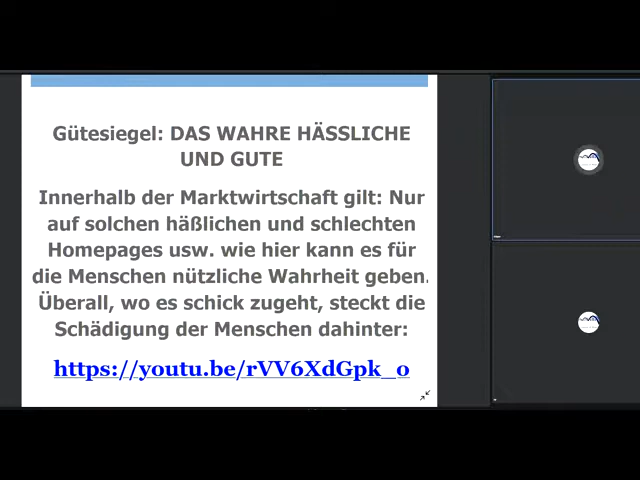 Gütesiegel: DAS WAHRE HÄSSLICHE
UND GUTE
Innerhalb der Marktwirtschaft gilt: Nur
auf solchen häßlichen und schlechten
Homepages usw. wie hier kann es für
die Menschen nützliche Wahrheit geben.
Überall, wo es schick zugeht, steckt die
Schädigung der Menschen dahinter:
https://youtu.be/rVV6XdGpk_o